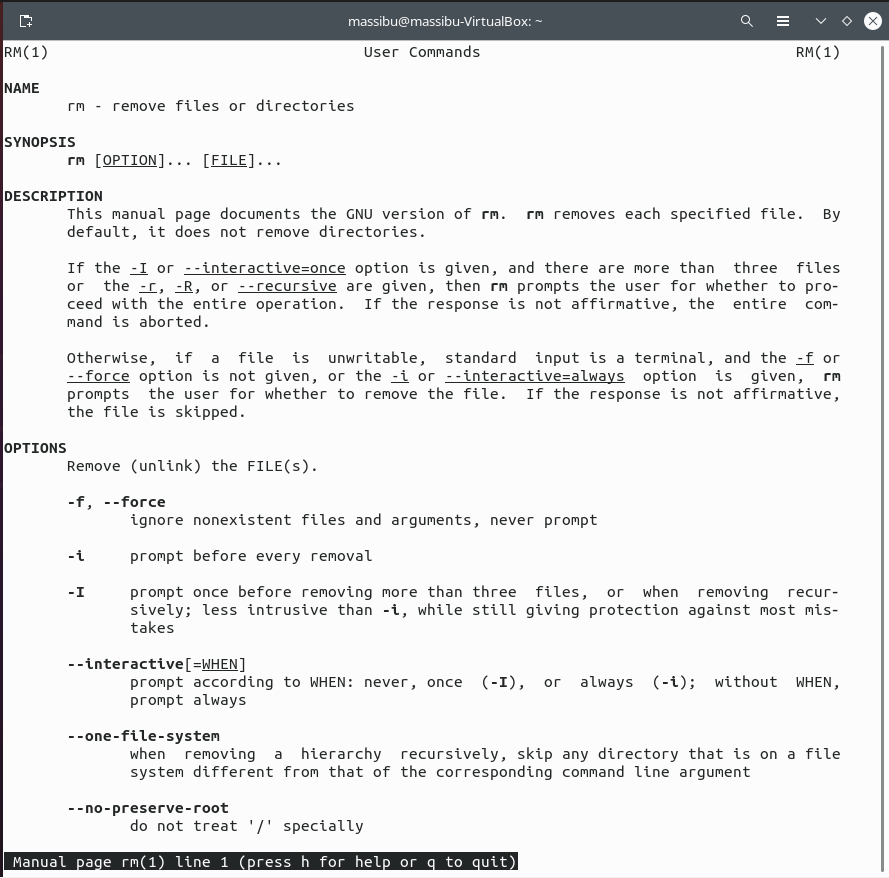 massibu@massibu-VirtualBox: ~
RM(1) User Commands RM(1)
NAME
rm - remove files or directories
SYNOPSIS
rm [OPTION]... [FILE]...
DESCRIPTION
This manual page documents the GNU version of rm. rm removes each specified file. By
default, it does not remove directories.
If the -I or --interactive=once option is given, and there are more than three files
or the -r, -R, or --recursive are given, then rm prompts the user for whether to pro-
ceed with the entire operation. If the response is not affirmative, the entire com-
mand is aborted.
Otherwise, if a file is unwritable, standard input is a terminal, and the -f or
--force option is not given, or the -i or --interactive=always option is given, rm
prompts the user for whether to remove the file. If the response is not affirmative,
the file is skipped.
OPTIONS
Remove (unlink) the FILE(s).
-f, --force
ignore nonexistent files and arguments, never prompt
-i prompt before every removal
-I prompt once before removing more than three files, or when removing recur-
sively; less intrusive than -i, while still giving protection against most mis-
takes
--interactive[=WHEN]
prompt according to WHEN: never, once (-I), or always (-i); without WHEN,
prompt always
--one-file-system
when removing a hierarchy recursively, skip any directory that is on a file
system different from that of the corresponding command line argument
--no-preserve-root
do not treat '/' specially
Manual page rm(1) line 1 (press h for help or q to quit)